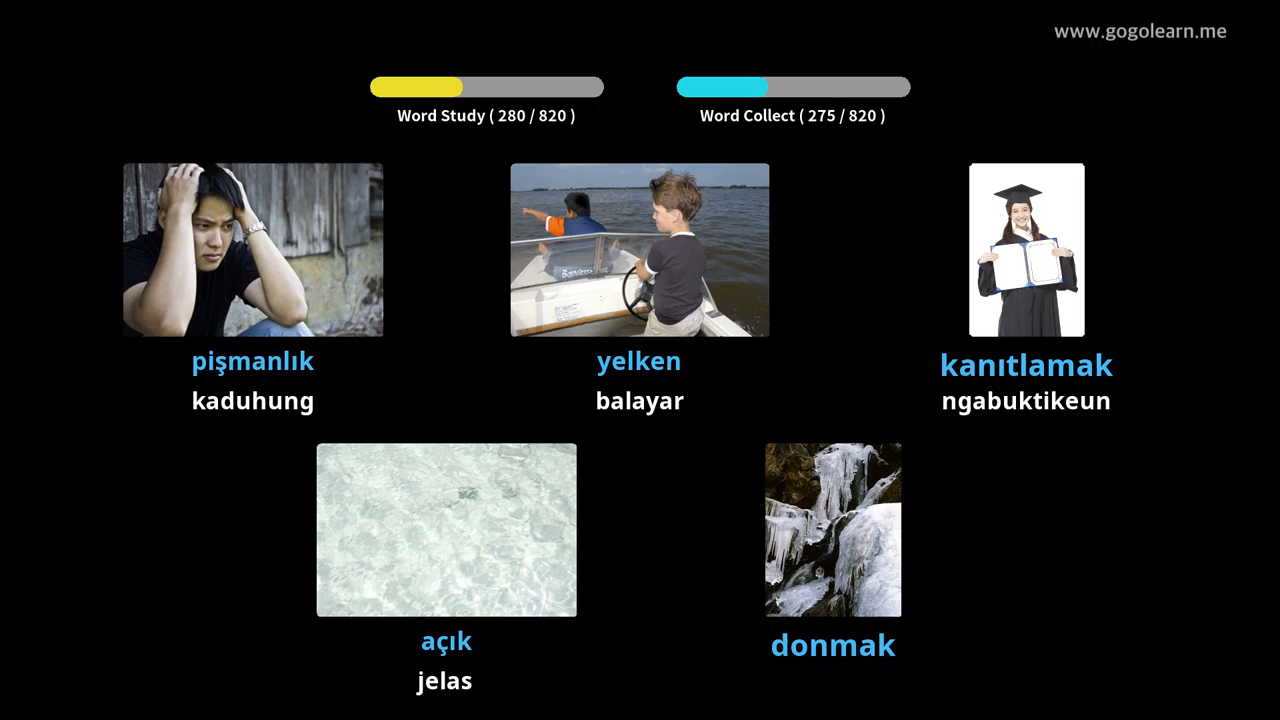 www.gogolearn.me
Word Study ( 280 / 820 )
Word Collect ( 275 / 820 )
pişmanlık
kaduhung
yelken
balayar
kanıtlamak
ngabuktikeun
açık
jelas
donmak